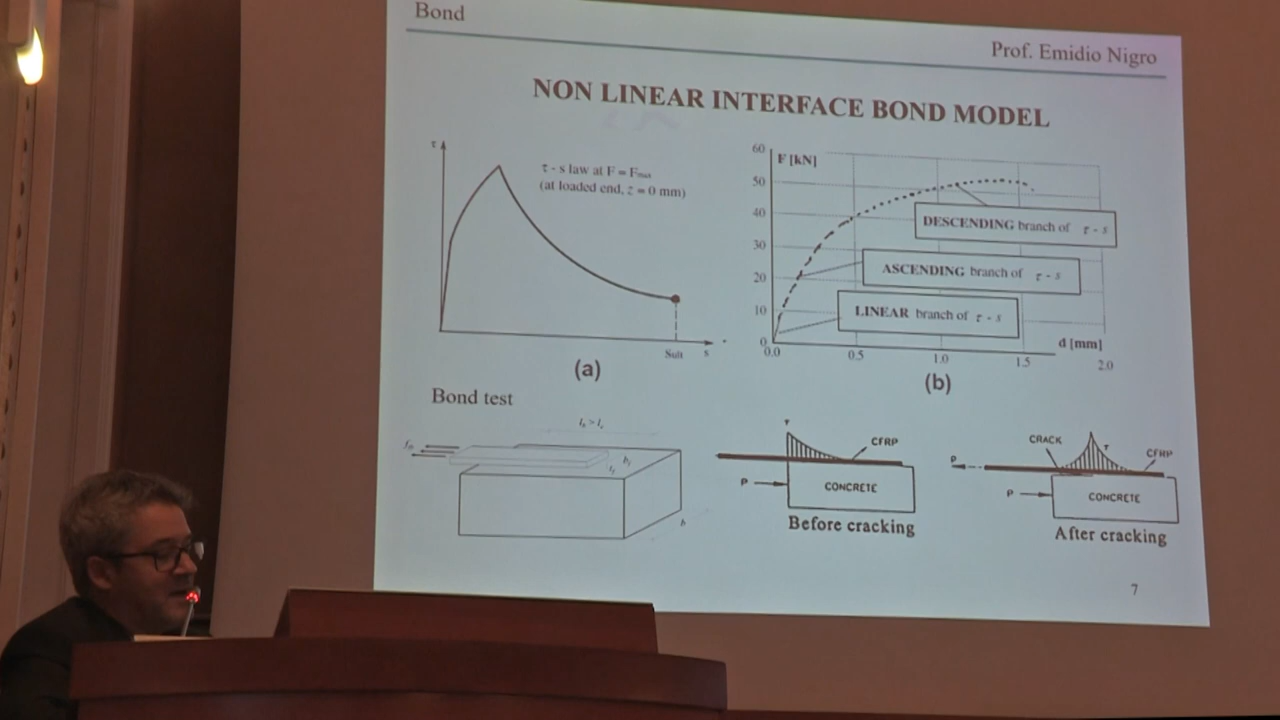 Bond
Prof. Emidio Nigro
NON LINEAR INTERFACE BOND MODEL
τ
τ - s law at F = Fmax
(at loaded end, z = 0 mm)
Sult
s
(a)
F [kN]
60
50
40
30
20
10
0
DESCENDING branch of τ - s
ASCENDING branch of τ - s
LINEAR branch of τ - s
d [mm]
0.0
0.5
1.0
1.5
2.0
(b)
Bond test
b
τ
CFRP
P
CONCRETE
Before cracking
CRACK
τ
CFRP
P
P
CONCRETE
After cracking
7